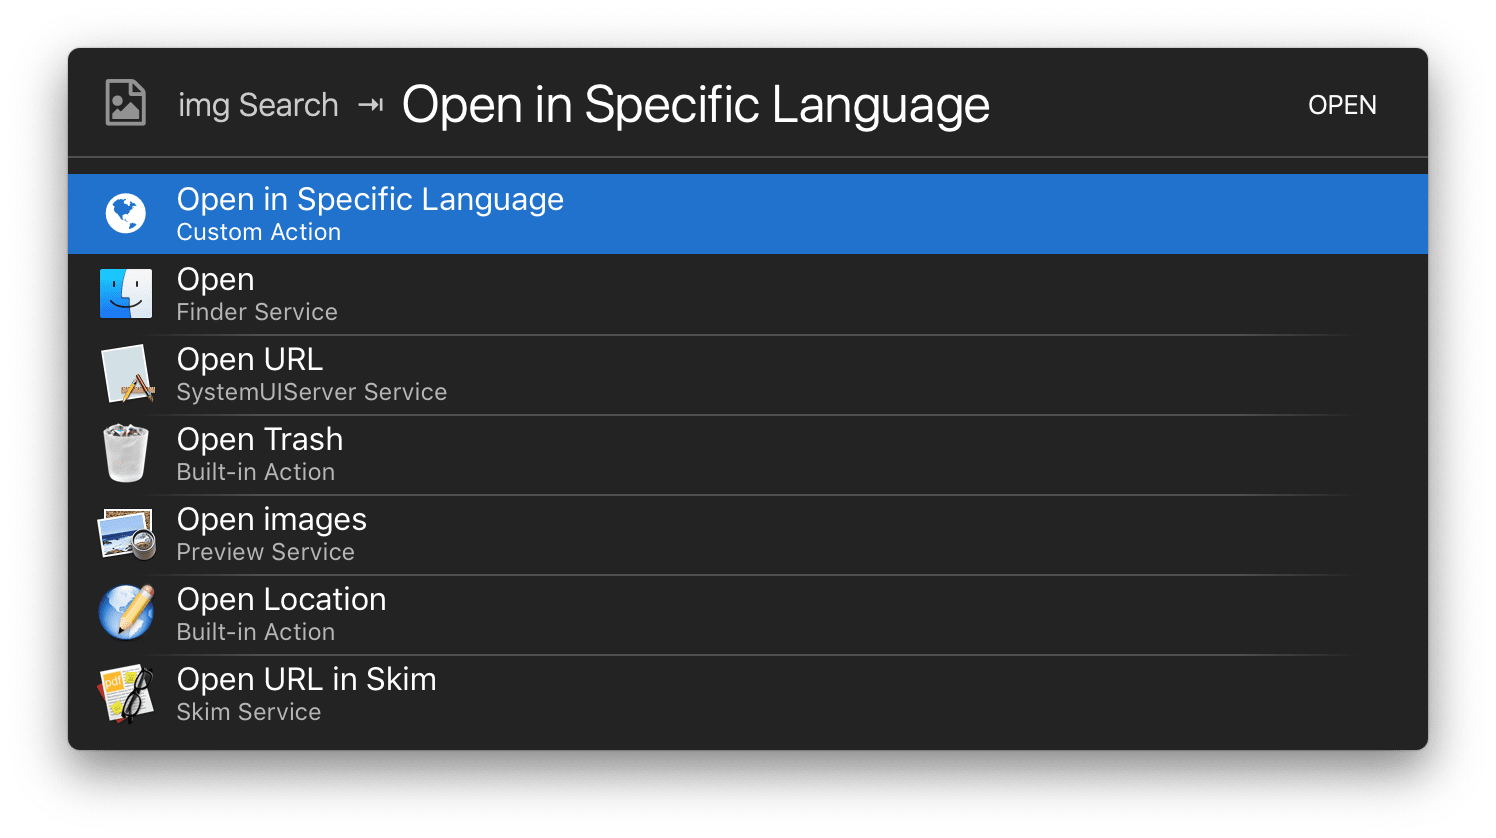 img Search ⇥ Open in Specific Language OPEN
Open in Specific Language
Custom Action
Open
Finder Service
Open URL
SystemUIServer Service
Open Trash
Built-in Action
Open images
Preview Service
Open Location
Built-in Action
pdf
Open URL in Skim
Skim Service